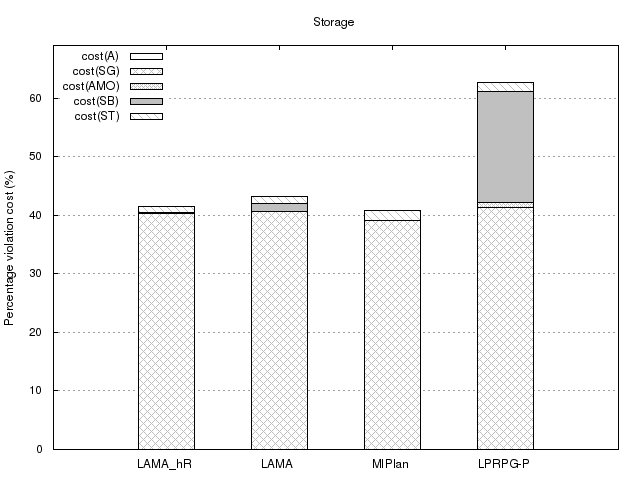 Storage
cost(A)
cost(SG)
cost(AMO)
cost(SB)
cost(ST)
Percentage violation cost (%)
60
50
40
30
20
10
0
LAMA_hR LAMA MIPlan LPRPG-P